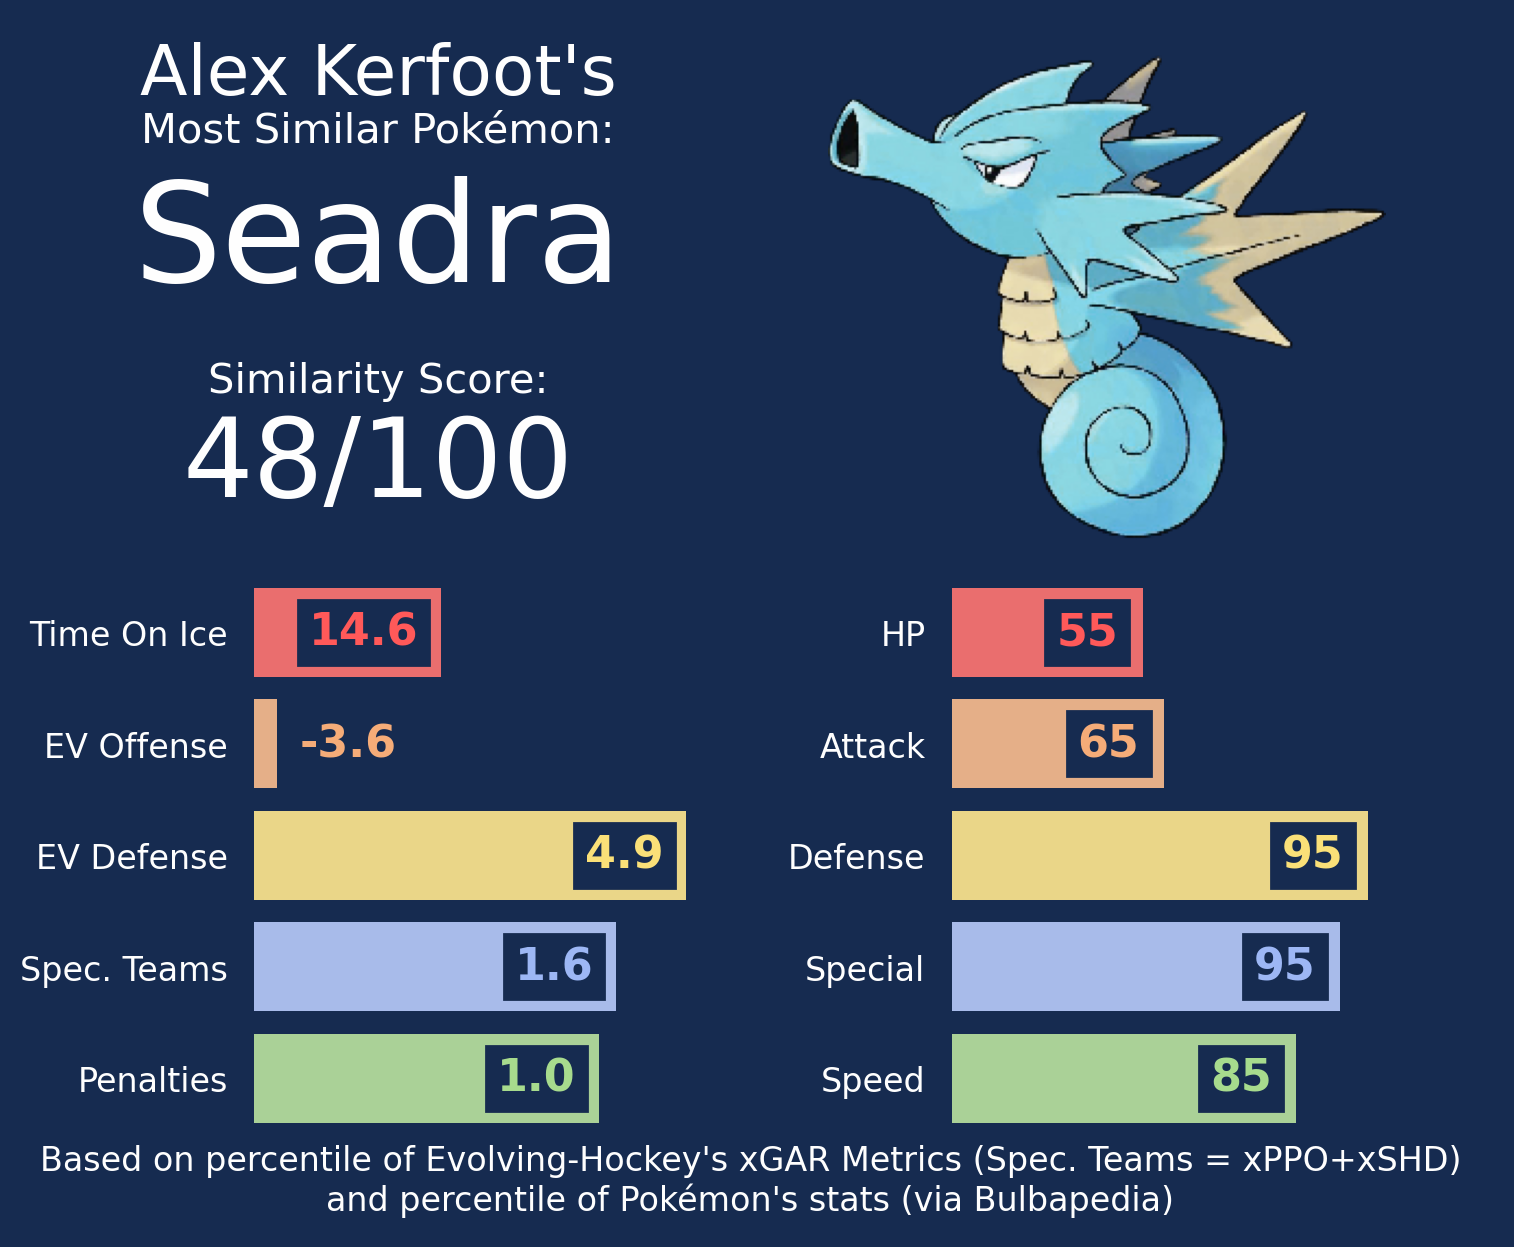 Alex Kerfoot's
Most Similar Pokémon:
Seadra
Similarity Score:
48/100
Time On Ice 14.6
EV Offense -3.6
EV Defense 4.9
Spec. Teams 1.6
Penalties 1.0
HP 55
Attack 65
Defense 95
Special 95
Speed 85
Based on percentile of Evolving-Hockey's xGAR Metrics (Spec. Teams = xPPO+xSHD)
and percentile of Pokémon's stats (via Bulbapedia)